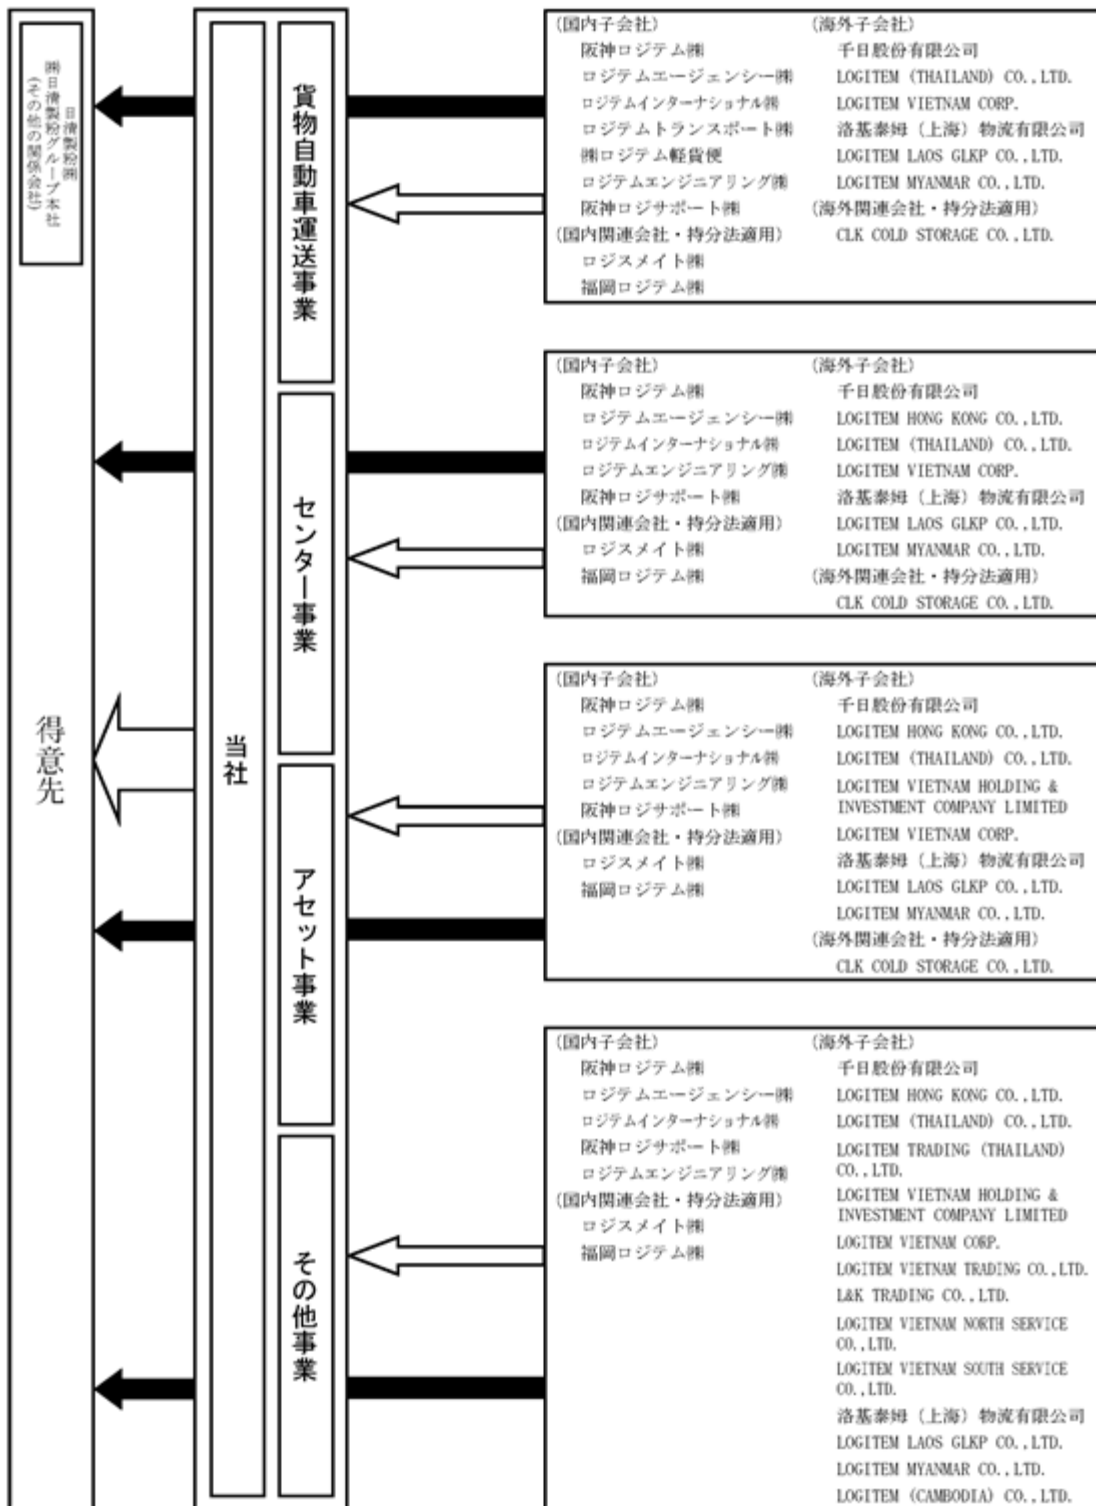 日清製粉㈱
㈱日清製粉グループ本社
(その他の関係会社)
得意先
当社
貨物自動車運送事業
センター事業
アセット事業
その他事業
(国内子会社)
阪神ロジテム㈱
ロジテムエージェンシー㈱
ロジテムインターナショナル㈱
ロジテムトランスポート㈱
㈱ロジテム軽貨便
ロジテムエンジニアリング㈱
阪神ロジサポート㈱
(国内関連会社・持分法適用)
ロジスメイト㈱
福岡ロジテム㈱
(海外子会社)
千日股份有限公司
LOGITEM (THAILAND) CO.,LTD.
LOGITEM VIETNAM CORP.
洛基泰姆(上海)物流有限公司
LOGITEM LAOS GLKP CO.,LTD.
LOGITEM MYANMAR CO.,LTD.
(海外関連会社・持分法適用)
CLK COLD STORAGE CO.,LTD.
(国内子会社)
阪神ロジテム㈱
ロジテムエージェンシー㈱
ロジテムインターナショナル㈱
ロジテムエンジニアリング㈱
阪神ロジサポート㈱
(国内関連会社・持分法適用)
ロジスメイト㈱
福岡ロジテム㈱
(海外子会社)
千日股份有限公司
LOGITEM HONG KONG CO.,LTD.
LOGITEM (THAILAND) CO.,LTD.
LOGITEM VIETNAM CORP.
洛基泰姆(上海)物流有限公司
LOGITEM LAOS GLKP CO.,LTD.
LOGITEM MYANMAR CO.,LTD.
(海外関連会社・持分法適用)
CLK COLD STORAGE CO.,LTD.
(国内子会社)
阪神ロジテム㈱
ロジテムエージェンシー㈱
ロジテムインターナショナル㈱
ロジテムエンジニアリング㈱
阪神ロジサポート㈱
(国内関連会社・持分法適用)
ロジスメイト㈱
福岡ロジテム㈱
(海外子会社)
千日股份有限公司
LOGITEM HONG KONG CO.,LTD.
LOGITEM (THAILAND) CO.,LTD.
LOGITEM VIETNAM HOLDING &
INVESTMENT COMPANY LIMITED
LOGITEM VIETNAM CORP.
洛基泰姆(上海)物流有限公司
LOGITEM LAOS GLKP CO.,LTD.
LOGITEM MYANMAR CO.,LTD.
(海外関連会社・持分法適用)
CLK COLD STORAGE CO.,LTD.
(国内子会社)
阪神ロジテム㈱
ロジテムエージェンシー㈱
ロジテムインターナショナル㈱
阪神ロジサポート㈱
ロジテムエンジニアリング㈱
(国内関連会社・持分法適用)
ロジスメイト㈱
福岡ロジテム㈱
(海外子会社)
千日股份有限公司
LOGITEM HONG KONG CO.,LTD.
LOGITEM (THAILAND) CO.,LTD.
LOGITEM TRADING (THAILAND)
CO.,LTD.
LOGITEM VIETNAM HOLDING &
INVESTMENT COMPANY LIMITED
LOGITEM VIETNAM CORP.
LOGITEM VIETNAM TRADING CO.,LTD.
L&K TRADING CO.,LTD.
LOGITEM VIETNAM NORTH SERVICE
CO.,LTD.
LOGITEM VIETNAM SOUTH SERVICE
CO.,LTD.
洛基泰姆(上海)物流有限公司
LOGITEM LAOS GLKP CO.,LTD.
LOGITEM MYANMAR CO.,LTD.
LOGITEM (CAMBODIA) CO.,LTD.